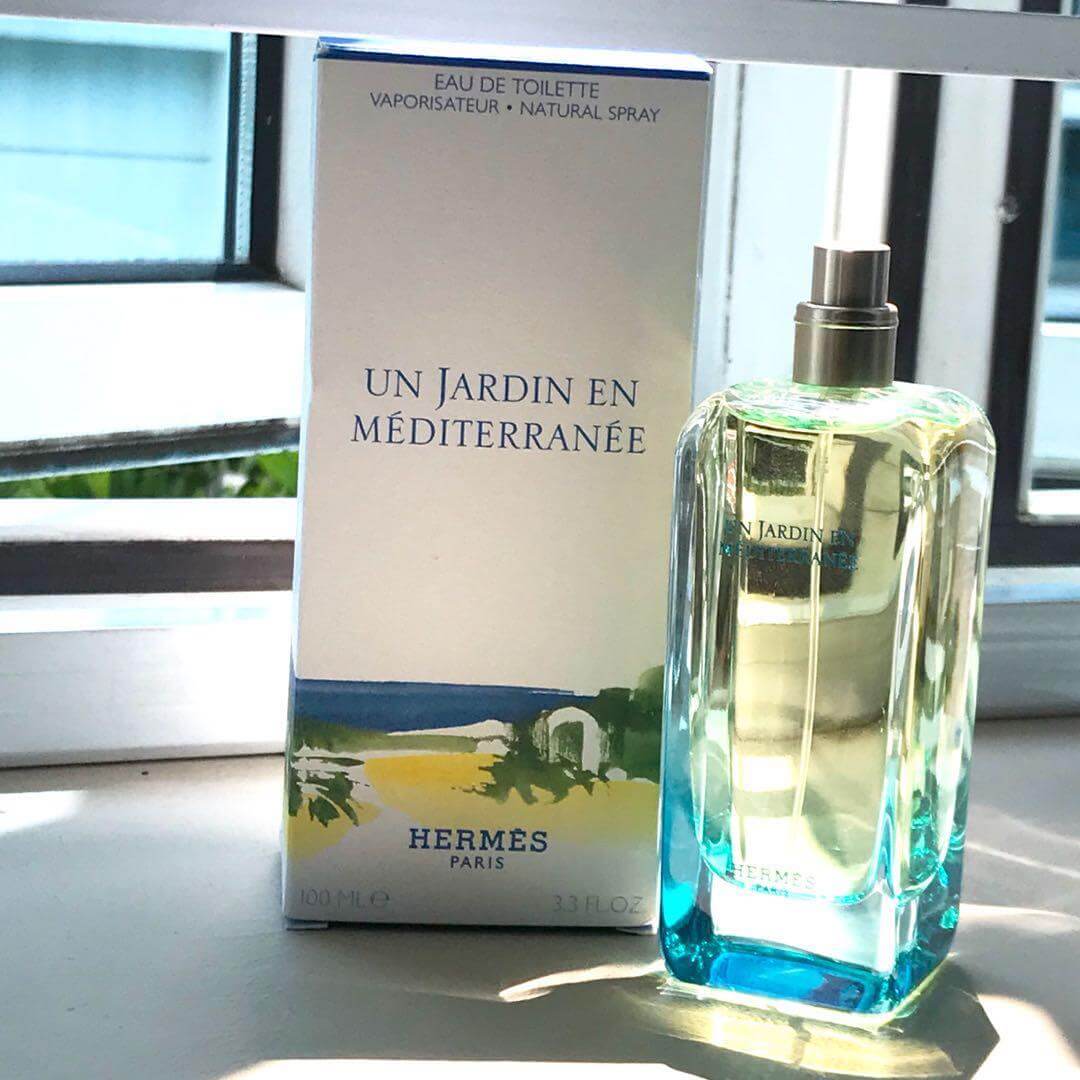 EAU DE TOILETTE
VAPORISATEUR • NATURAL SPRAY
UN JARDIN EN
MÉDITERRANÉE
HERMÈS
PARIS
100 ML ℮
3.3 FL.OZ
UN JARDIN EN
MÉDITERRANÉE
HERMÈS
PARIS